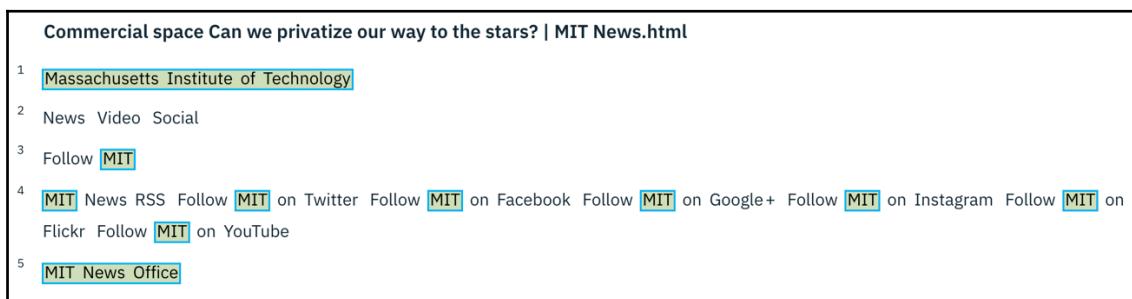 Commercial space Can we privatize our way to the stars? | MIT News.html
1 Massachusetts Institute of Technology
2 News Video Social
3 Follow MIT
4 MIT News RSS Follow MIT on Twitter Follow MIT on Facebook Follow MIT on Google+ Follow MIT on Instagram Follow MIT on
Flickr Follow MIT on YouTube
5 MIT News Office